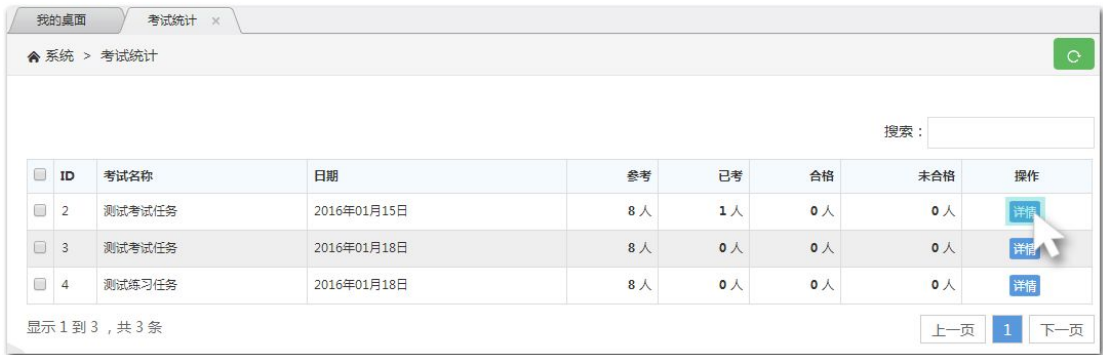 我的桌面 考试统计 ×
系统 > 考试统计
搜索：
ID 考试名称 日期 参考 已考 合格 未合格 操作
2 测试考试任务 2016年01月15日 8人 1人 0人 0人 详情
3 测试考试任务 2016年01月18日 8人 0人 0人 0人 详情
4 测试练习任务 2016年01月18日 8人 0人 0人 0人 详情
显示 1 到 3 ，共 3 条 上一页 1 下一页